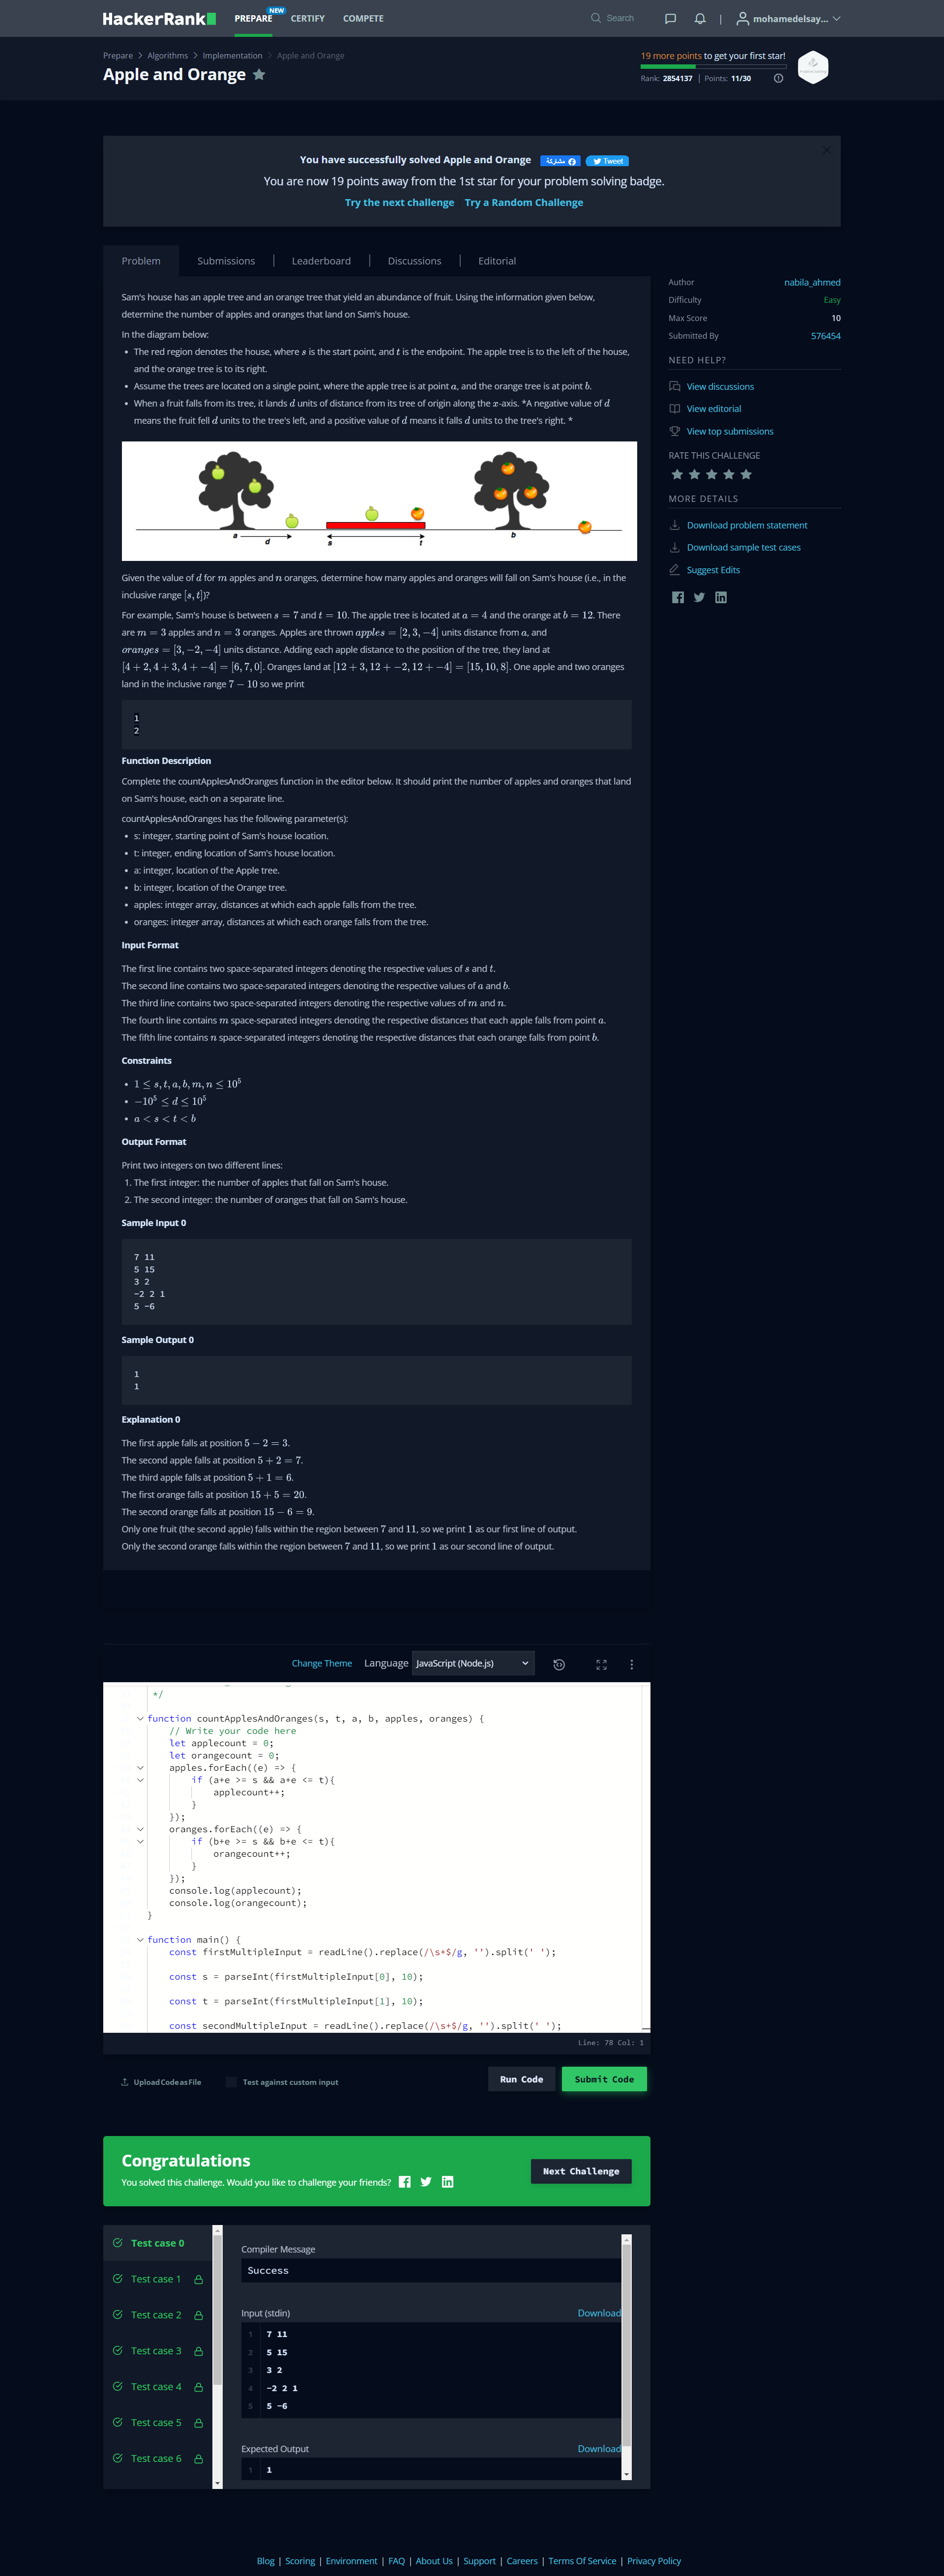 HackerRank
PREPARE
NEW
CERTIFY
COMPETE
Search
mohamedelsay...
Prepare > Algorithms > Implementation > Apple and Orange
Apple and Orange
19 more points to get your first star!
Rank: 2854137 | Points: 11/30
You have successfully solved Apple and Orange
مشاركة
Tweet
You are now 19 points away from the 1st star for your problem solving badge.
Try the next challenge Try a Random Challenge
Problem
Submissions
Leaderboard
Discussions
Editorial
Sam's house has an apple tree and an orange tree that yield an abundance of fruit. Using the information given below,
determine the number of apples and oranges that land on Sam's house.
In the diagram below:
• The red region denotes the house, where s is the start point, and t is the endpoint. The apple tree is to the left of the house,
and the orange tree is to its right.
• Assume the trees are located on a single point, where the apple tree is at point a, and the orange tree is at point b.
• When a fruit falls from its tree, it lands d units of distance from its tree of origin along the x-axis. *A negative value of d
means the fruit fell d units to the tree's left, and a positive value of d means it falls d units to the tree's right. *
a
d
s
t
b
Given the value of d for m apples and n oranges, determine how many apples and oranges will fall on Sam's house (i.e., in the
inclusive range [s, t])?
For example, Sam's house is between s = 7 and t = 10. The apple tree is located at a = 4 and the orange at b = 12. There
are m = 3 apples and n = 3 oranges. Apples are thrown apples = [2, 3, −4] units distance from a, and
oranges = [3, −2, −4] units distance. Adding each apple distance to the position of the tree, they land at
[4 + 2, 4 + 3, 4 + −4] = [6, 7, 0]. Oranges land at [12 + 3, 12 + −2, 12 + −4] = [15, 10, 8]. One apple and two oranges
land in the inclusive range 7 − 10 so we print
1
2
Function Description
Complete the countApplesAndOranges function in the editor below. It should print the number of apples and oranges that land
on Sam's house, each on a separate line.
countApplesAndOranges has the following parameter(s):
• s: integer, starting point of Sam's house location.
• t: integer, ending location of Sam's house location.
• a: integer, location of the Apple tree.
• b: integer, location of the Orange tree.
• apples: integer array, distances at which each apple falls from the tree.
• oranges: integer array, distances at which each orange falls from the tree.
Input Format
The first line contains two space-separated integers denoting the respective values of s and t.
The second line contains two space-separated integers denoting the respective values of a and b.
The third line contains two space-separated integers denoting the respective values of m and n.
The fourth line contains m space-separated integers denoting the respective distances that each apple falls from point a.
The fifth line contains n space-separated integers denoting the respective distances that each orange falls from point b.
Constraints
• 1 ≤ s, t, a, b, m, n ≤ 10⁵
• −10⁵ ≤ d ≤ 10⁵
• a < s < t < b
Output Format
Print two integers on two different lines:
1. The first integer: the number of apples that fall on Sam's house.
2. The second integer: the number of oranges that fall on Sam's house.
Sample Input 0
7 11
5 15
3 2
-2 2 1
5 -6
Sample Output 0
1
1
Explanation 0
The first apple falls at position 5 − 2 = 3.
The second apple falls at position 5 + 2 = 7.
The third apple falls at position 5 + 1 = 6.
The first orange falls at position 15 + 5 = 20.
The second orange falls at position 15 − 6 = 9.
Only one fruit (the second apple) falls within the region between 7 and 11, so we print 1 as our first line of output.
Only the second orange falls within the region between 7 and 11, so we print 1 as our second line of output.
Author nabila_ahmed
Difficulty Easy
Max Score 10
Submitted By 576454
NEED HELP?
View discussions
View editorial
View top submissions
RATE THIS CHALLENGE
MORE DETAILS
Download problem statement
Download sample test cases
Suggest Edits
Change Theme Language JavaScript (Node.js)
*/
function countApplesAndOranges(s, t, a, b, apples, oranges) {
// Write your code here
let applecount = 0;
let orangecount = 0;
apples.forEach((e) => {
if (a+e >= s && a+e <= t){
applecount++;
}
});
oranges.forEach((e) => {
if (b+e >= s && b+e <= t){
orangecount++;
}
});
console.log(applecount);
console.log(orangecount);
}
function main() {
const firstMultipleInput = readLine().replace(/\s+$/g, '').split(' ');
const s = parseInt(firstMultipleInput[0], 10);
const t = parseInt(firstMultipleInput[1], 10);
const secondMultipleInput = readLine().replace(/\s+$/g, '').split(' ');
Line: 78 Col: 1
Upload Code as File
Test against custom input
Run Code
Submit Code
Congratulations
You solved this challenge. Would you like to challenge your friends?
Next Challenge
Test case 0
Test case 1
Test case 2
Test case 3
Test case 4
Test case 5
Test case 6
Compiler Message
Success
Input (stdin) Download
1 7 11
2 5 15
3 3 2
4 -2 2 1
5 5 -6
Expected Output Download
1 1
Blog | Scoring | Environment | FAQ | About Us | Support | Careers | Terms Of Service | Privacy Policy